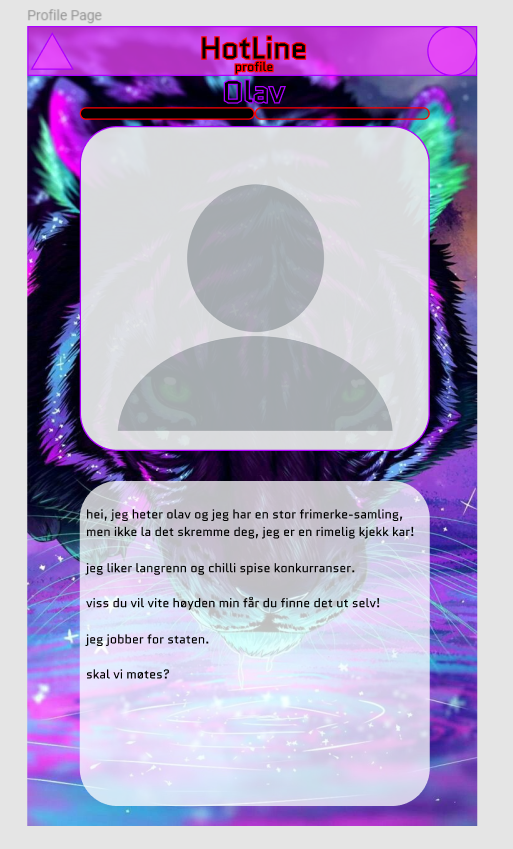 Profile Page
HotLine
profile
Olav
hei, jeg heter olav og jeg har en stor frimerke-samling,
men ikke la det skremme deg, jeg er en rimelig kjekk kar!
jeg liker langrenn og chilli spise konkurranser.
viss du vil vite høyden min får du finne det ut selv!
jeg jobber for staten.
skal vi møtes?